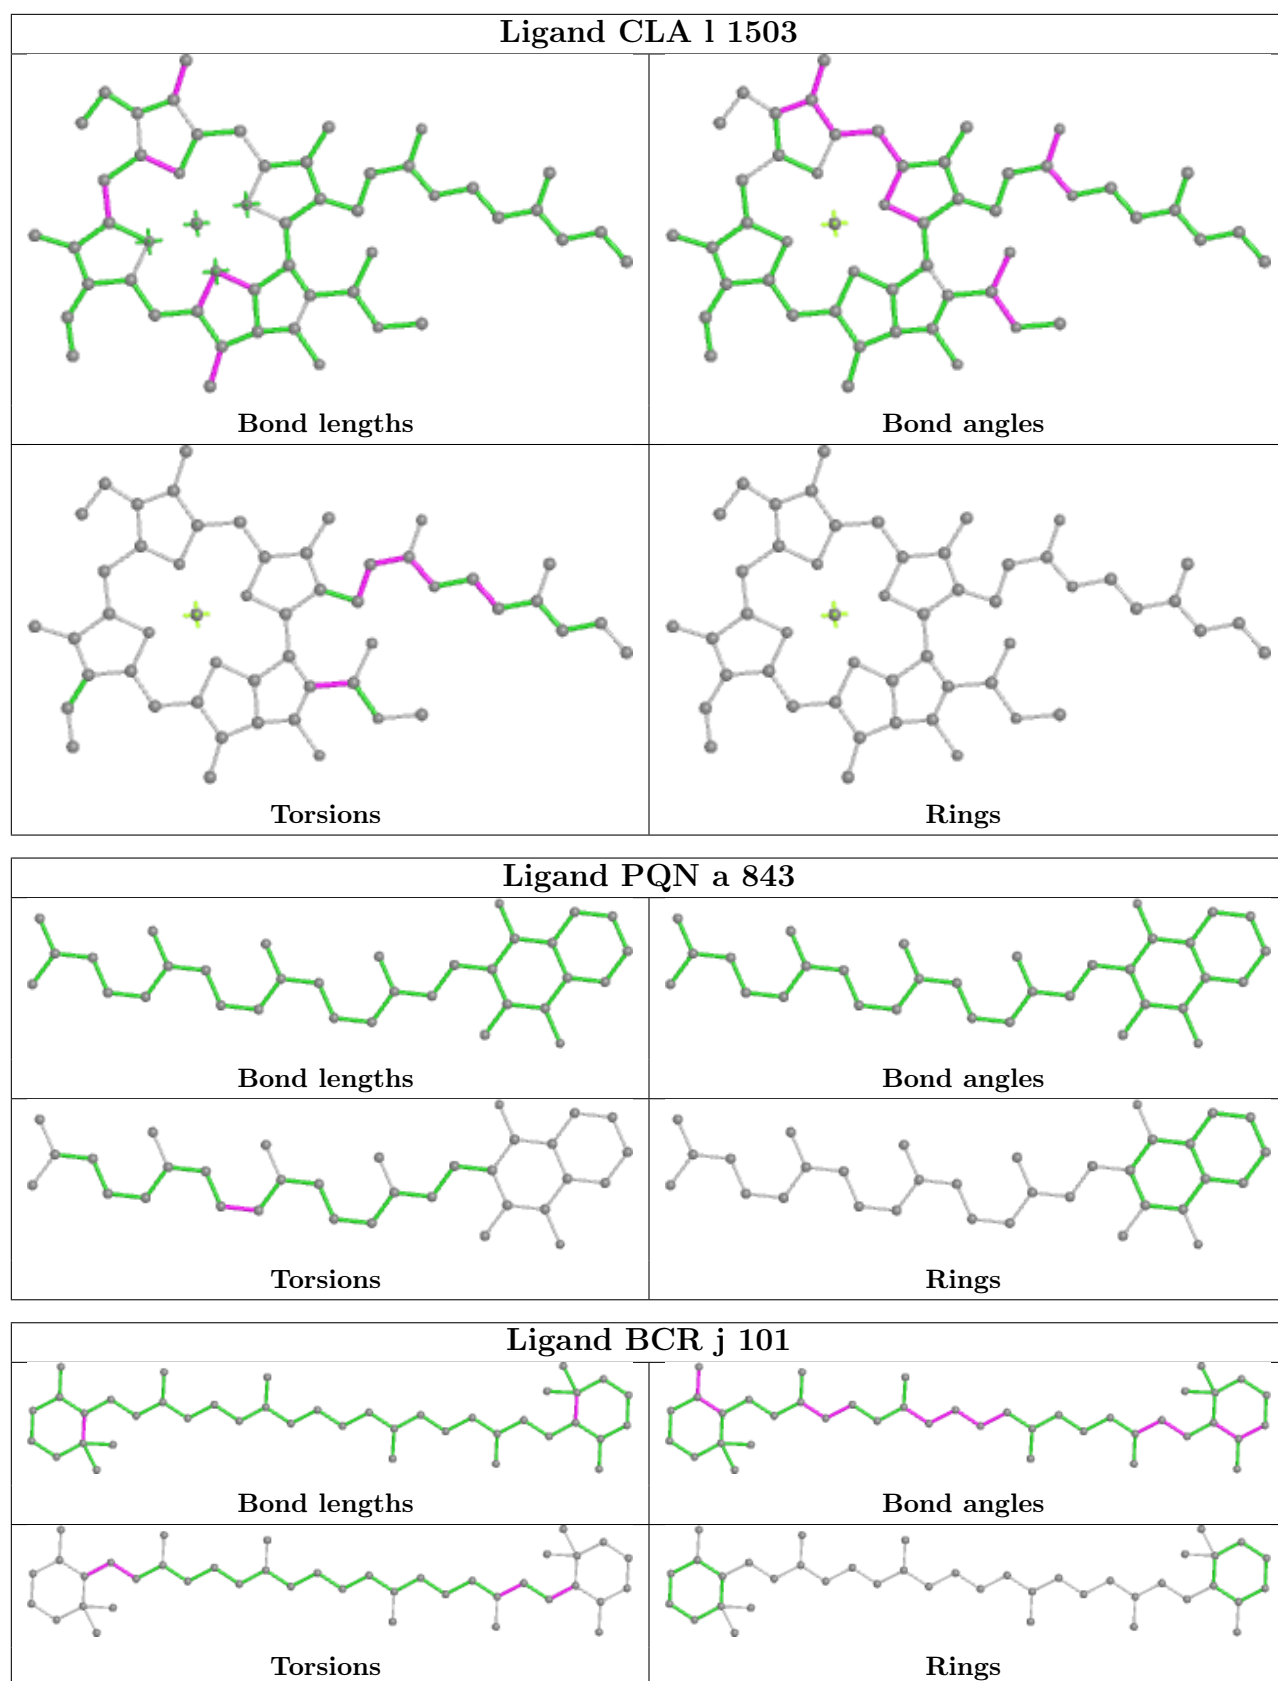 Ligand CLA l 1503
Bond lengths
Bond angles
Torsions
Rings
Ligand PQN a 843
Bond lengths
Bond angles
Torsions
Rings
Ligand BCR j 101
Bond lengths
Bond angles
Torsions
Rings